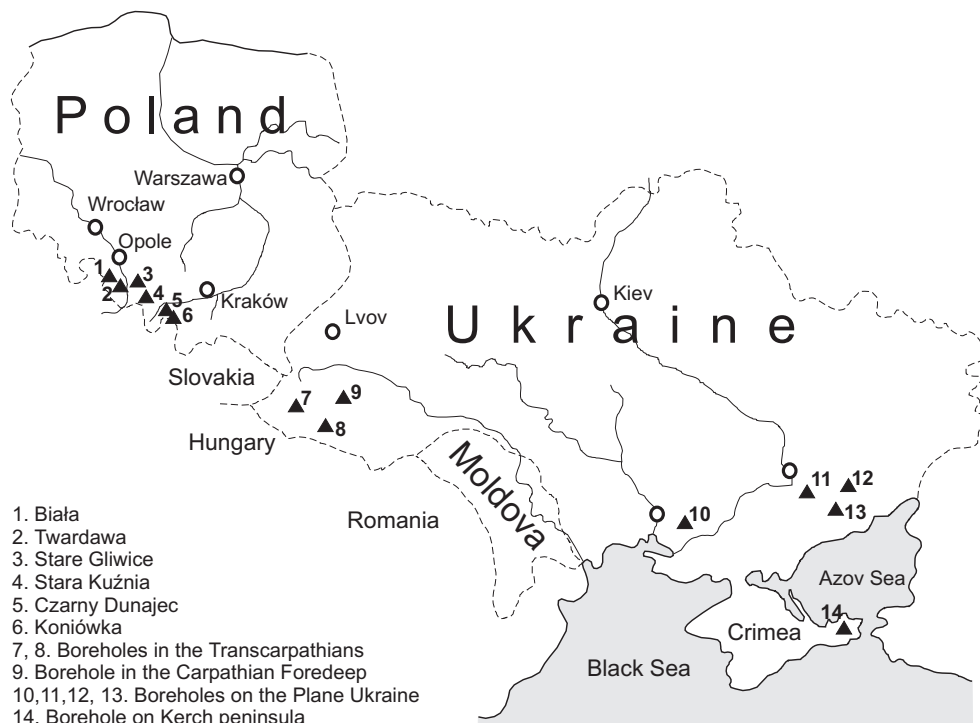 Poland
Warszawa
Wrocław
Opole
1
2
3
4
5
6
Kraków
Lvov
Kiev
Ukraine
Slovakia
7
9
8
Hungary
Moldova
Romania
10
11
12
13
Azov Sea
14
Crimea
Black Sea
1. Biała
2. Twardawa
3. Stare Gliwice
4. Stara Kuźnia
5. Czarny Dunajec
6. Koniówka
7, 8. Boreholes in the Transcarpathians
9. Borehole in the Carpathian Foredeep
10,11,12, 13. Boreholes on the Plane Ukraine
14. Borehole on Kerch peninsula